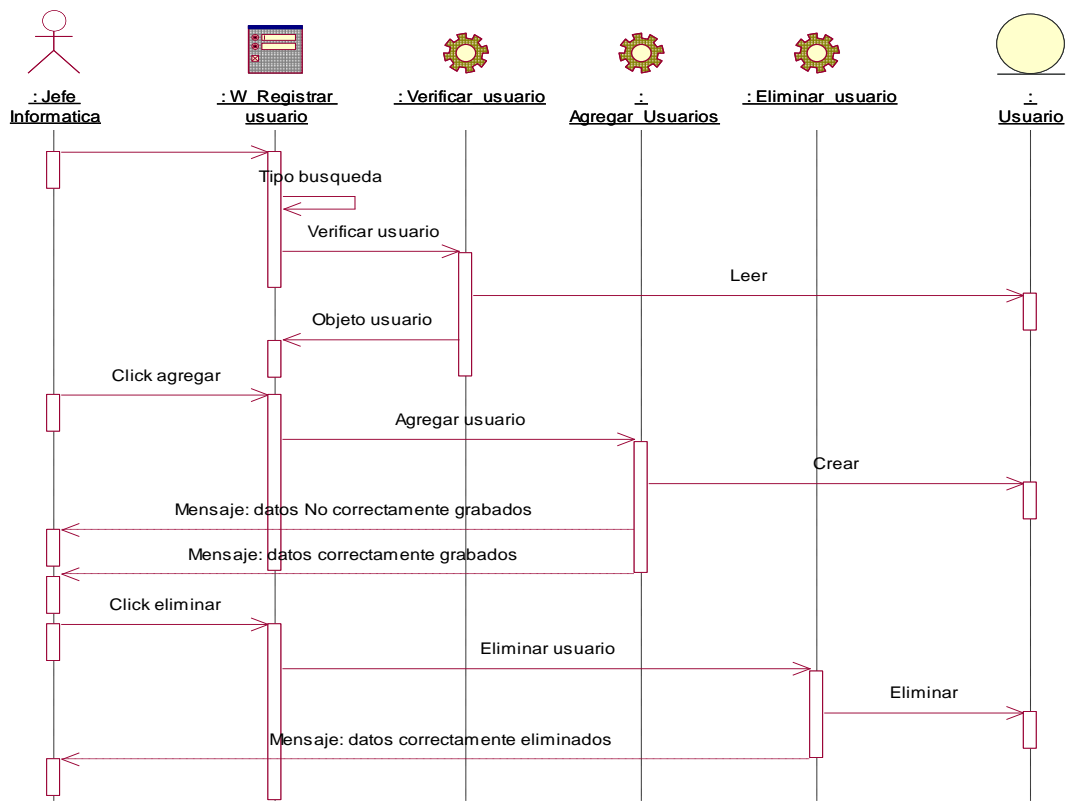 : Jefe
Informatica
: W_Registrar
usuario
: Verificar_usuario
:
Agregar_Usuarios
: Eliminar_usuario
:
Usuario
Tipo busqueda
Verificar usuario
Leer
Objeto usuario
Click agregar
Agregar usuario
Crear
Mensaje: datos No correctamente grabados
Mensaje: datos correctamente grabados
Click eliminar
Eliminar usuario
Eliminar
Mensaje: datos correctamente eliminados